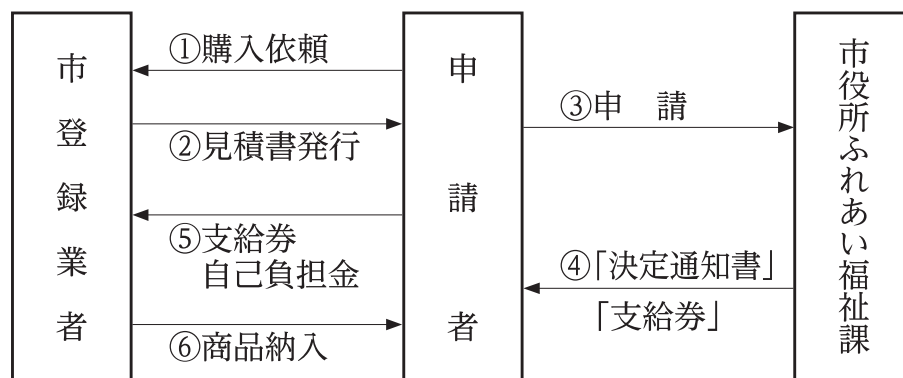 市登録業者
①購入依頼
②見積書発行
⑤支給券
自己負担金
⑥商品納入
申請者
③申　請
④「決定通知書」
「支給券」
市役所ふれあい福祉課